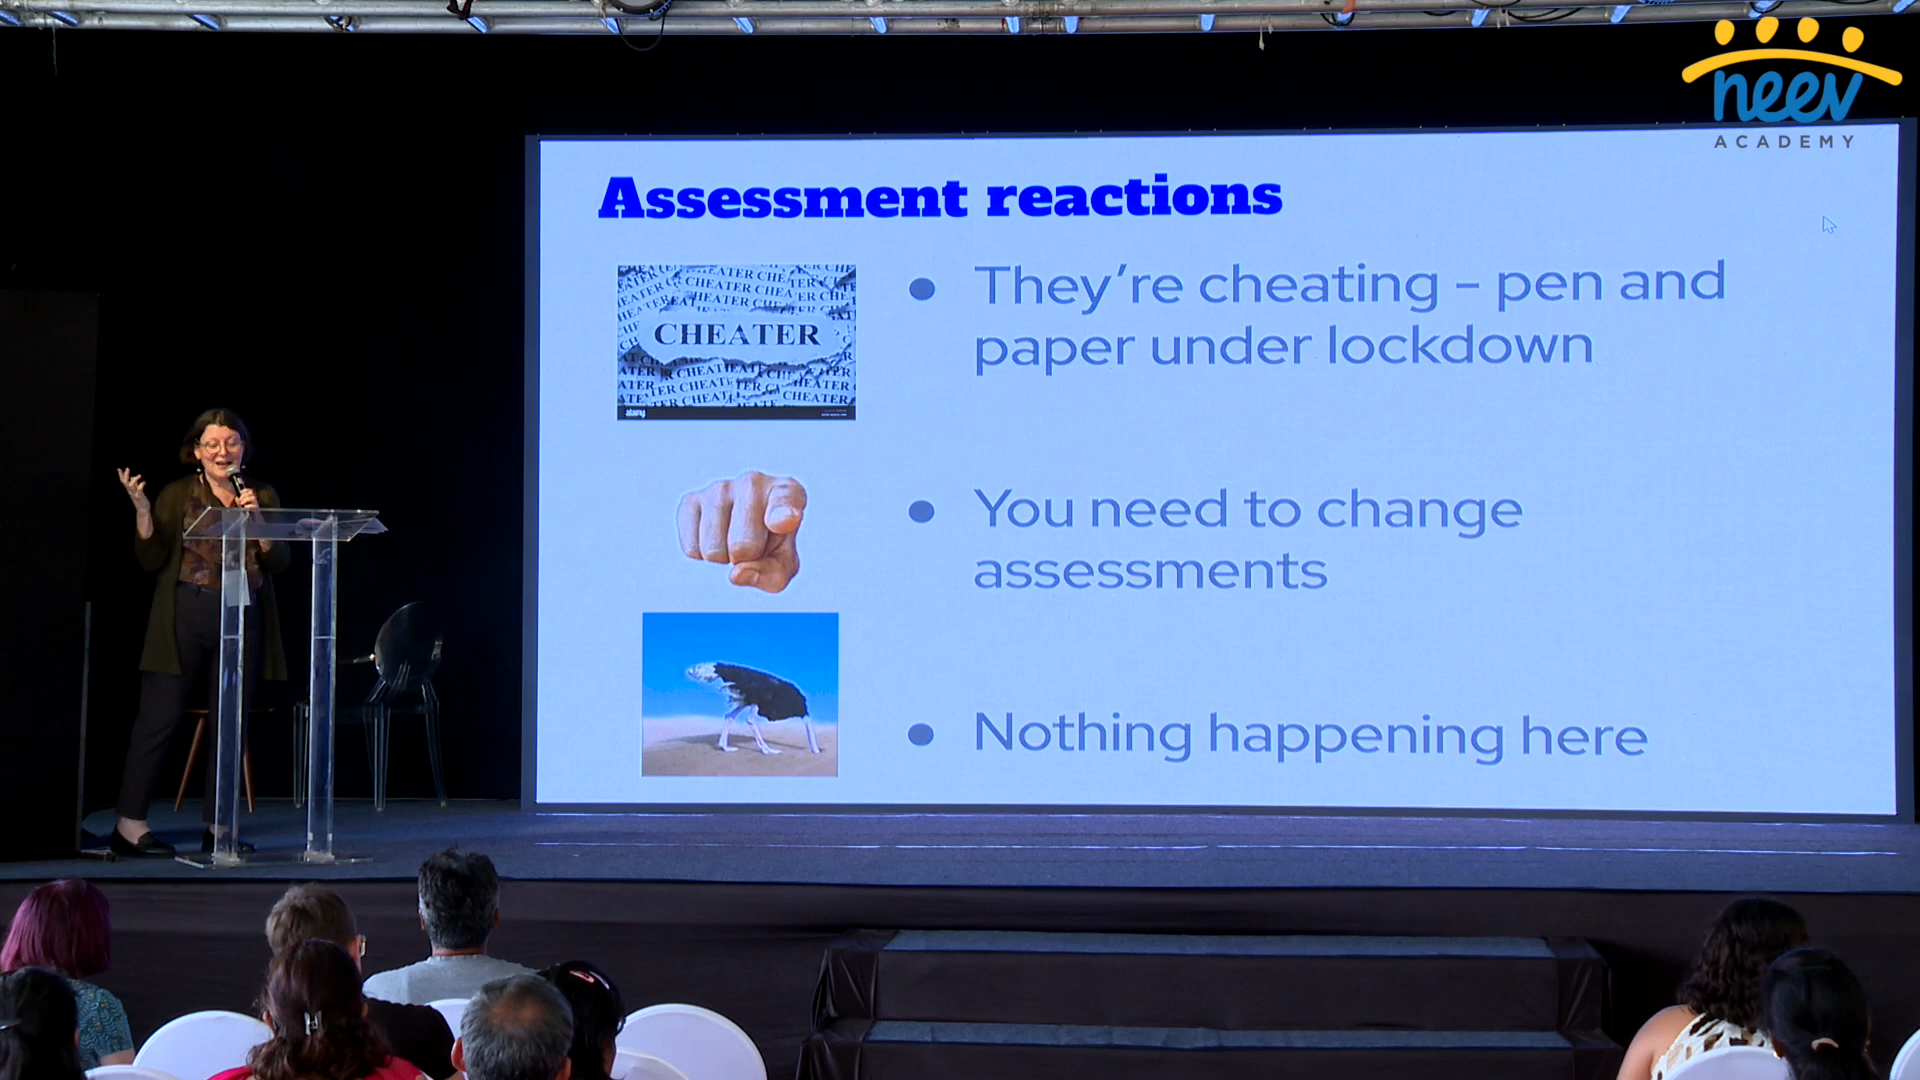 neev
ACADEMY
Assessment reactions
CHEATER
alamy
• They’re cheating – pen and
paper under lockdown
• You need to change
assessments
• Nothing happening here